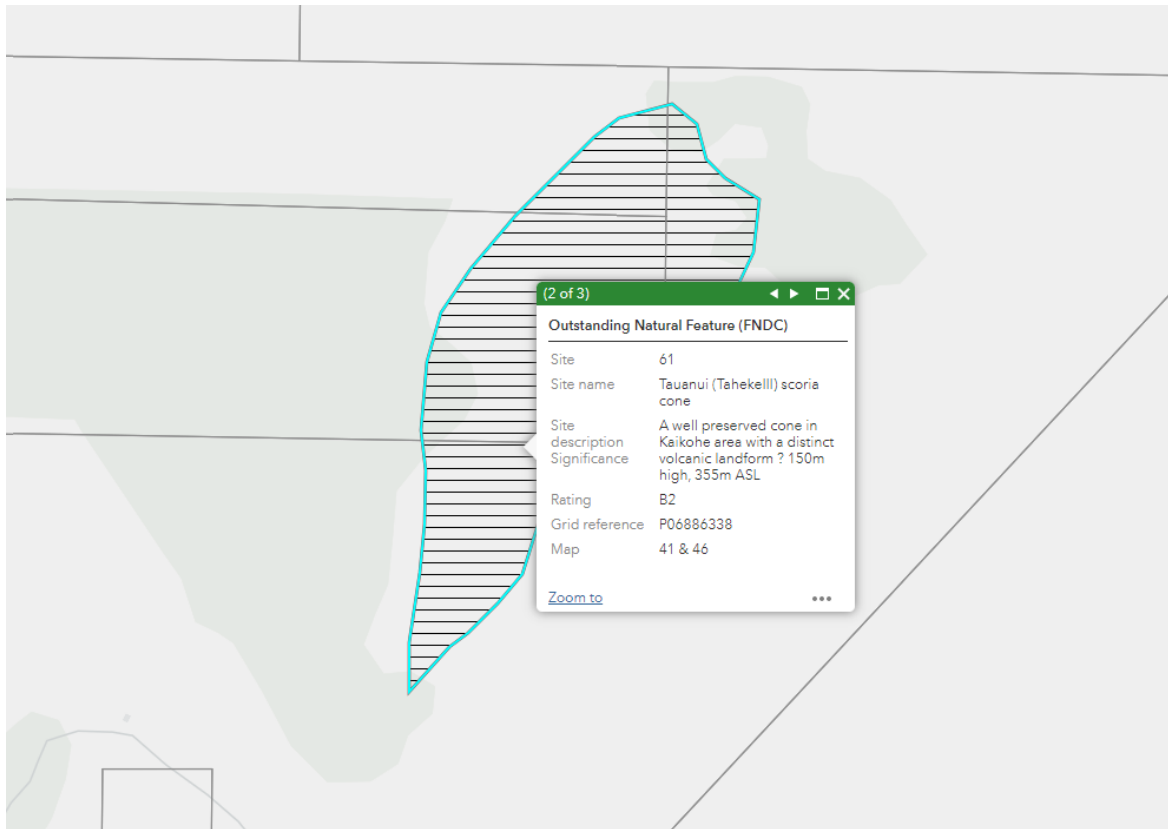 (2 of 3)
Outstanding Natural Feature (FNDC)
Site 61
Site name Tauanui (TahekeIII) scoria
cone
Site A well preserved cone in
description Kaikohe area with a distinct
Significance volcanic landform ? 150m
high, 355m ASL
Rating B2
Grid reference P06886338
Map 41 & 46
Zoom to